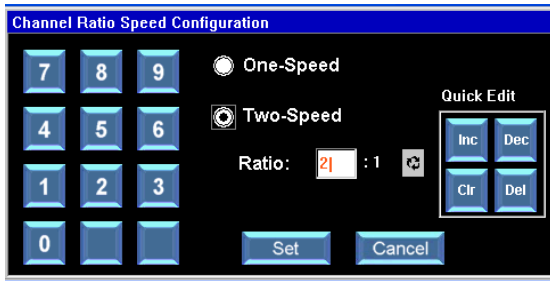 Channel Ratio Speed Configuration
7 8 9
One-Speed
4 5 6
Two-Speed
Quick Edit
Inc Dec
Ratio: 2 : 1
1 2 3
Clr Del
0
Set Cancel